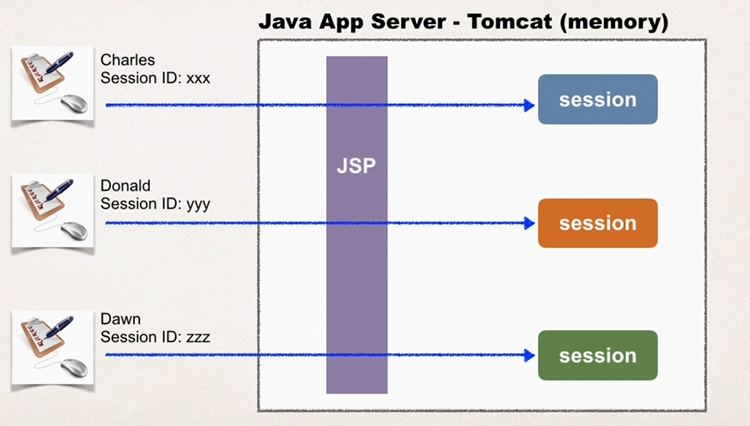 Java App Server - Tomcat (memory)
Charles
Session ID: xxx
session
JSP
Donald
Session ID: yyy
session
Dawn
Session ID: zzz
session